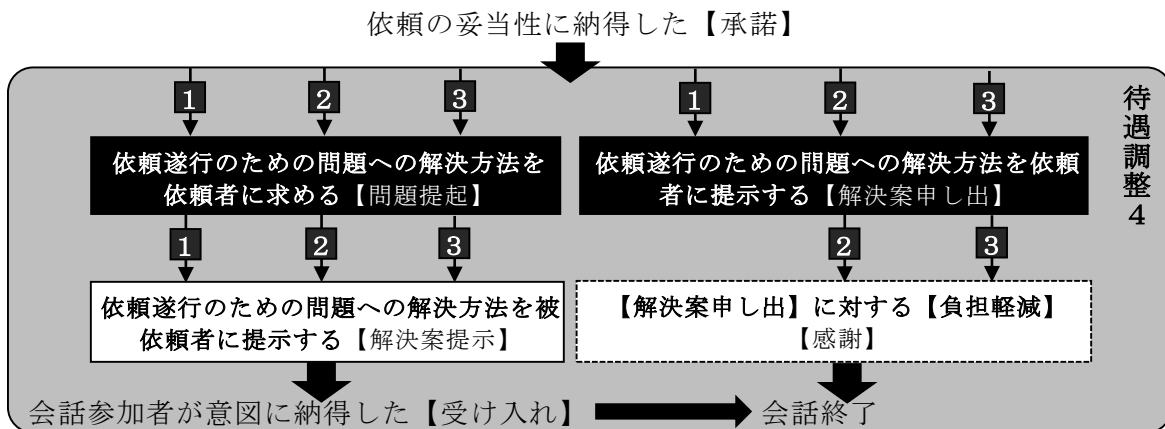 依頼の妥当性に納得した【承諾】
1 2 3 1 2 3
待遇調整4
依頼遂行のための問題への解決方法を
依頼者に求める【問題提起】
依頼遂行のための問題への解決方法を依頼
者に提示する【解決案申し出】
1 2 3 2 3
依頼遂行のための問題への解決方法を被
依頼者に提示する【解決案提示】
【解決案申し出】に対する【負担軽減】
【感謝】
会話参加者が意図に納得した【受け入れ】
会話終了